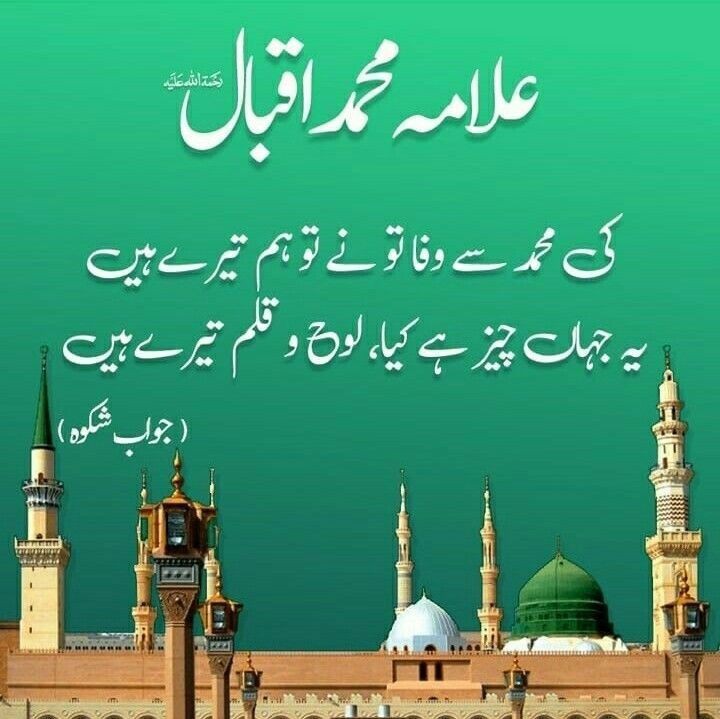 علامہ محمد اقبال رحمۃ اللہ علیہ
کی محمد سے وفا تو نے تو ہم تیرے ہیں
یہ جہاں چیز ہے کیا، لوح و قلم تیرے ہیں
(جواب شکوہ)